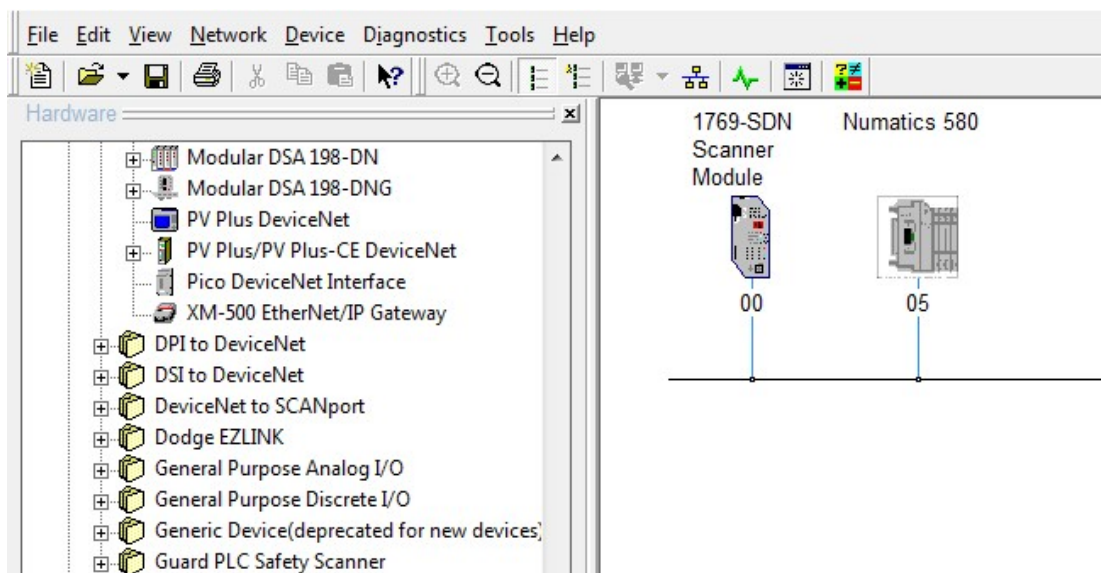 File Edit View Network Device Diagnostics Tools Help
Hardware
Modular DSA 198-DN
Modular DSA 198-DNG
PV Plus DeviceNet
PV Plus/PV Plus-CE DeviceNet
Pico DeviceNet Interface
XM-500 EtherNet/IP Gateway
DPI to DeviceNet
DSI to DeviceNet
DeviceNet to SCANport
Dodge EZLINK
General Purpose Analog I/O
General Purpose Discrete I/O
Generic Device(deprecated for new devices)
Guard PLC Safety Scanner
1769-SDN
Scanner
Module
00
Numatics 580
05